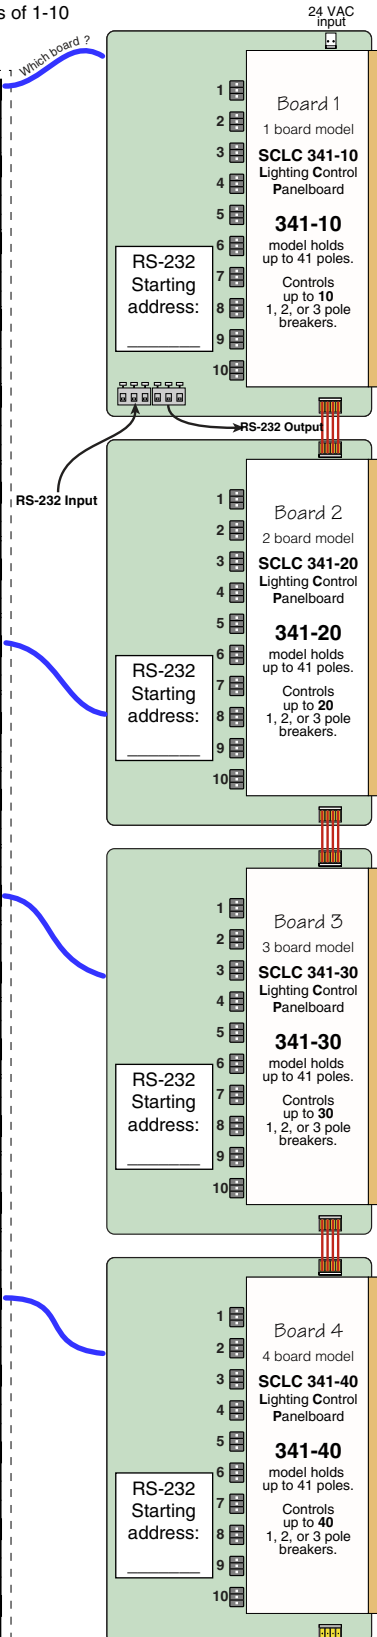 s of 1-10
24 VAC
input
Which board ?
1
2
3
4
5
6
7
8
9
10
Board 1
1 board model
SCLC 341-10
Lighting Control
Panelboard
341-10
model holds
up to 41 poles.
Controls
up to 10
1, 2, or 3 pole
breakers.
RS-232
Starting
address:
________
RS-232 Output
RS-232 Input
1
2
3
4
5
6
7
8
9
10
Board 2
2 board model
SCLC 341-20
Lighting Control
Panelboard
341-20
model holds
up to 41 poles.
Controls
up to 20
1, 2, or 3 pole
breakers.
RS-232
Starting
address:
________
1
2
3
4
5
6
7
8
9
10
Board 3
3 board model
SCLC 341-30
Lighting Control
Panelboard
341-30
model holds
up to 41 poles.
Controls
up to 30
1, 2, or 3 pole
breakers.
RS-232
Starting
address:
________
1
2
3
4
5
6
7
8
9
10
Board 4
4 board model
SCLC 341-40
Lighting Control
Panelboard
341-40
model holds
up to 41 poles.
Controls
up to 40
1, 2, or 3 pole
breakers.
RS-232
Starting
address:
________